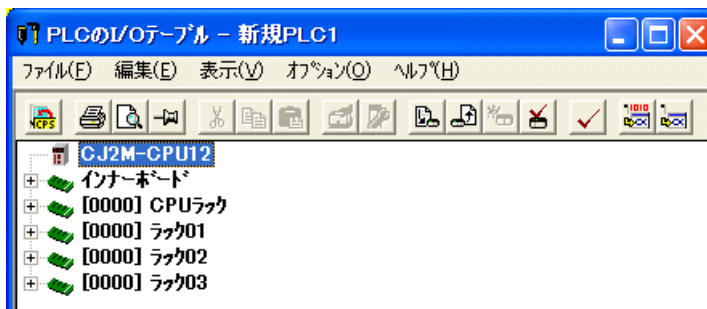 PLCのI/Oテーブル - 新規PLC1
ファイル(F) 編集(E) 表示(V) オプション(O) ヘルプ(H)
CJ2M-CPU12
インナーボード
[0000] CPUラック
[0000] ラック01
[0000] ラック02
[0000] ラック03